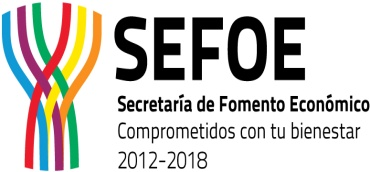 SEFOE
Secretaría de Fomento Económico
Comprometidos con tu bienestar
2012-2018